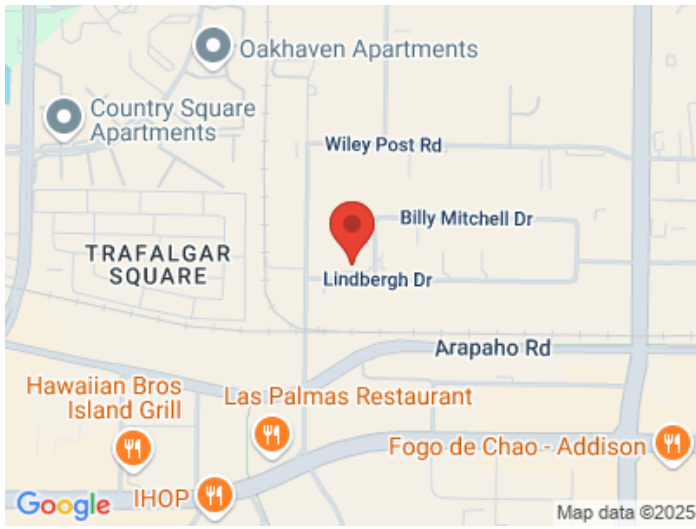 Oakhaven Apartments
Country Square
Apartments
Wiley Post Rd
Billy Mitchell Dr
TRAFALGAR
SQUARE
Lindbergh Dr
Arapaho Rd
Hawaiian Bros
Island Grill
Las Palmas Restaurant
Fogo de Chao - Addison
IHOP
Google
Map data ©2025